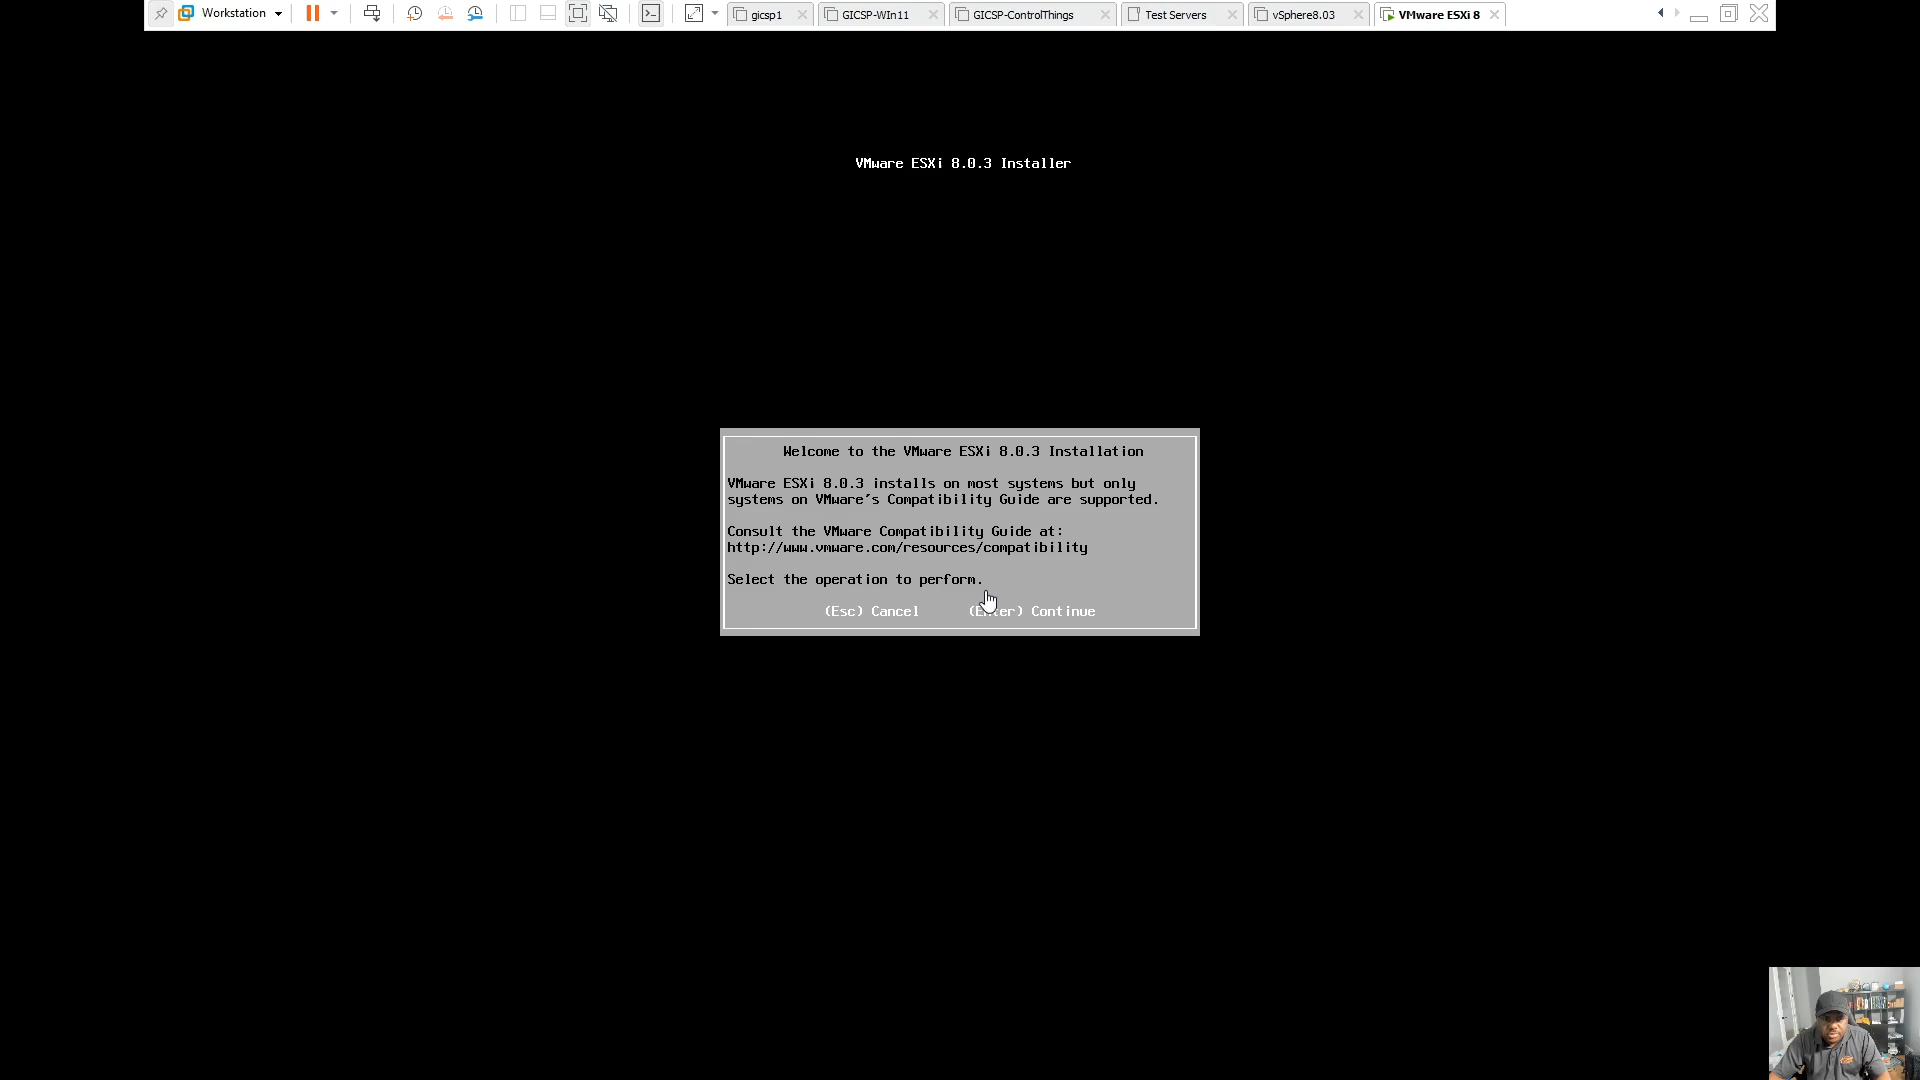 Workstation
gicsp1
GICSP-WIn11
GICSP-ControlThings
Test Servers
vSphere8.03
VMware ESXi 8
VMware ESXi 8.0.3 Installer
Welcome to the VMware ESXi 8.0.3 Installation
VMware ESXi 8.0.3 installs on most systems but only
systems on VMware's Compatibility Guide are supported.
Consult the VMware Compatibility Guide at:
http://www.vmware.com/resources/compatibility
Select the operation to perform.
(Esc) Cancel (Enter) Continue